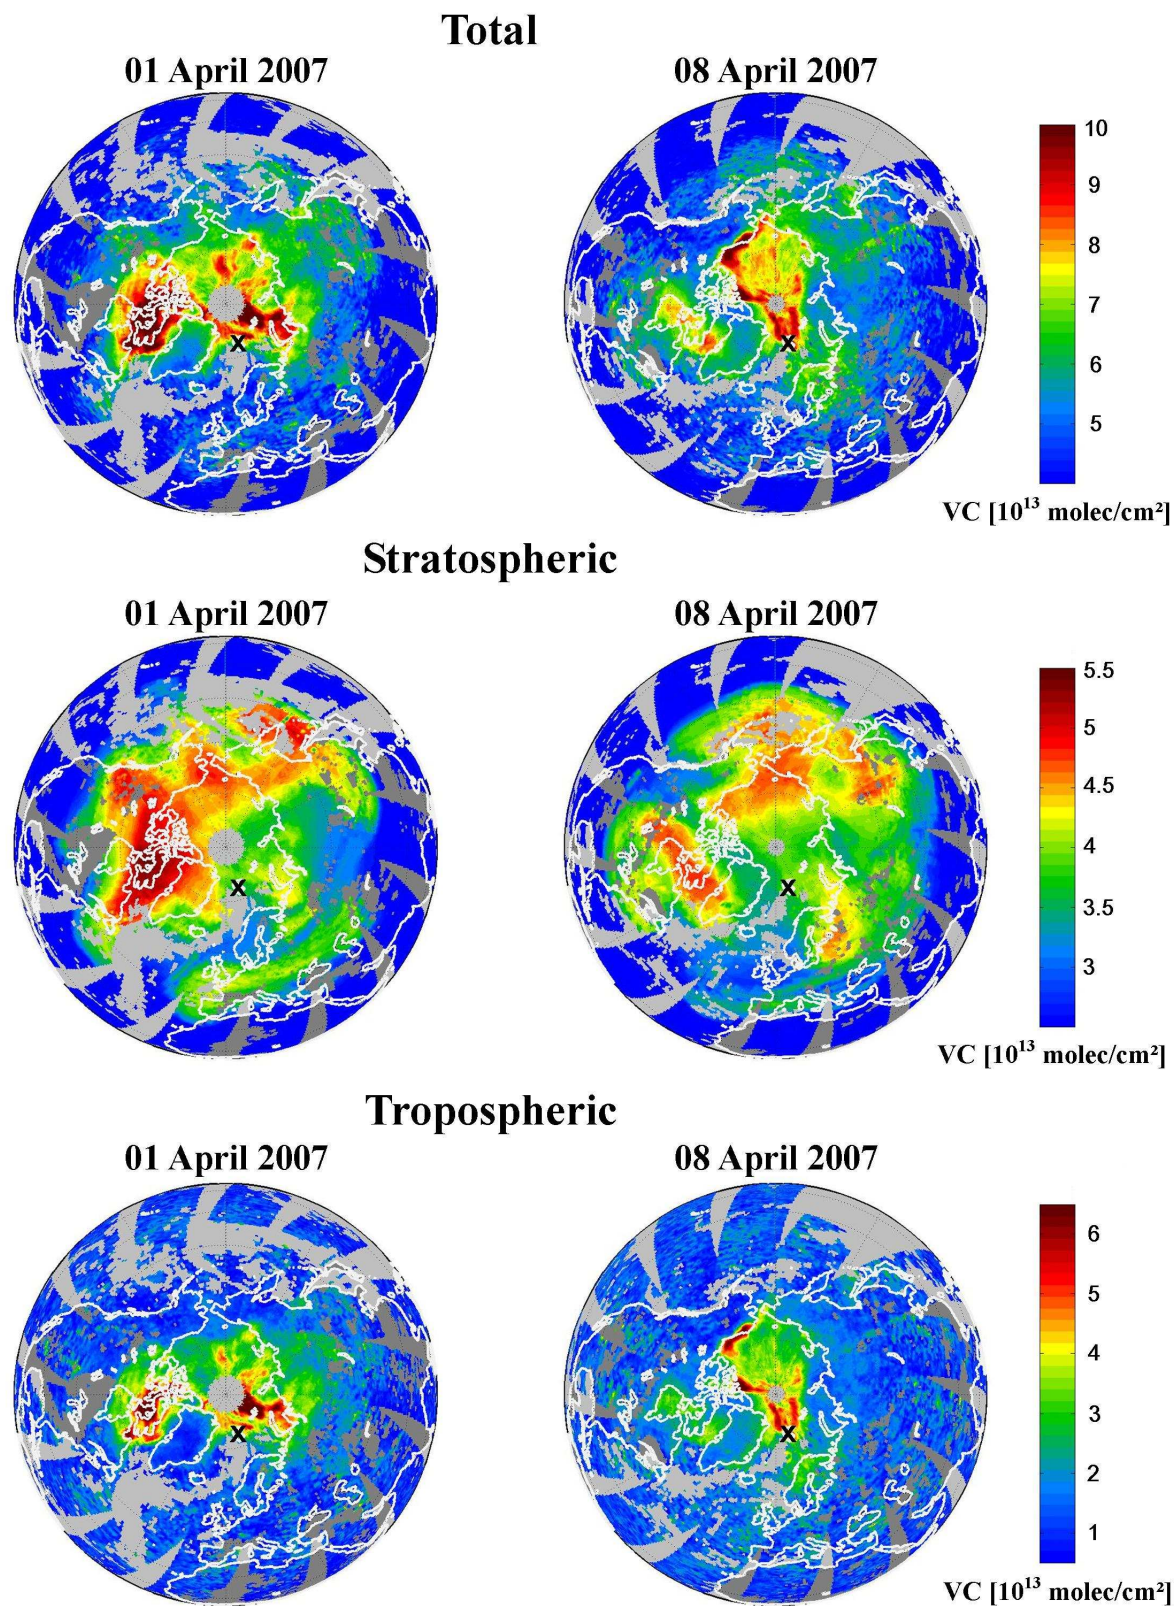 Total
01 April 2007
08 April 2007
10
9
8
7
6
5
X
X
VC [10¹³ molec/cm²]
Stratospheric
01 April 2007
08 April 2007
5.5
5
4.5
4
3.5
3
X
X
VC [10¹³ molec/cm²]
Tropospheric
01 April 2007
08 April 2007
6
5
4
3
2
1
X
X
VC [10¹³ molec/cm²]